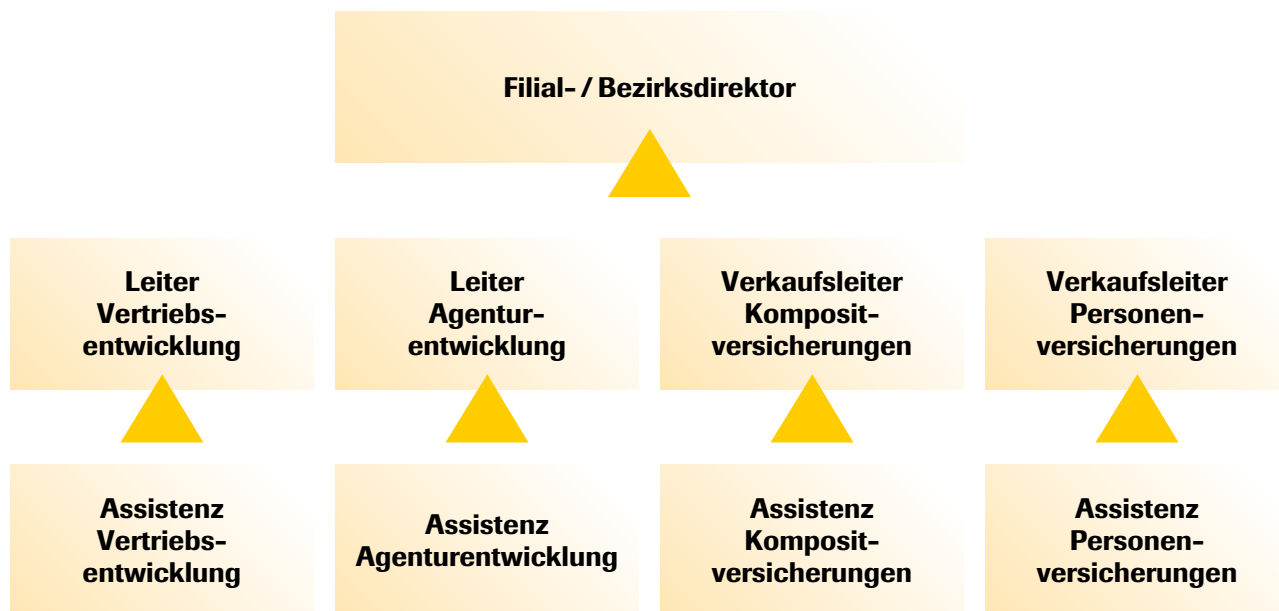 Filial- / Bezirksdirektor
Leiter
Vertriebs-
entwicklung
Leiter
Agentur-
entwicklung
Verkaufsleiter
Komposit-
versicherungen
Verkaufsleiter
Personen-
versicherungen
Assistenz
Vertriebs-
entwicklung
Assistenz
Agenturentwicklung
Assistenz
Komposit-
versicherungen
Assistenz
Personen-
versicherungen